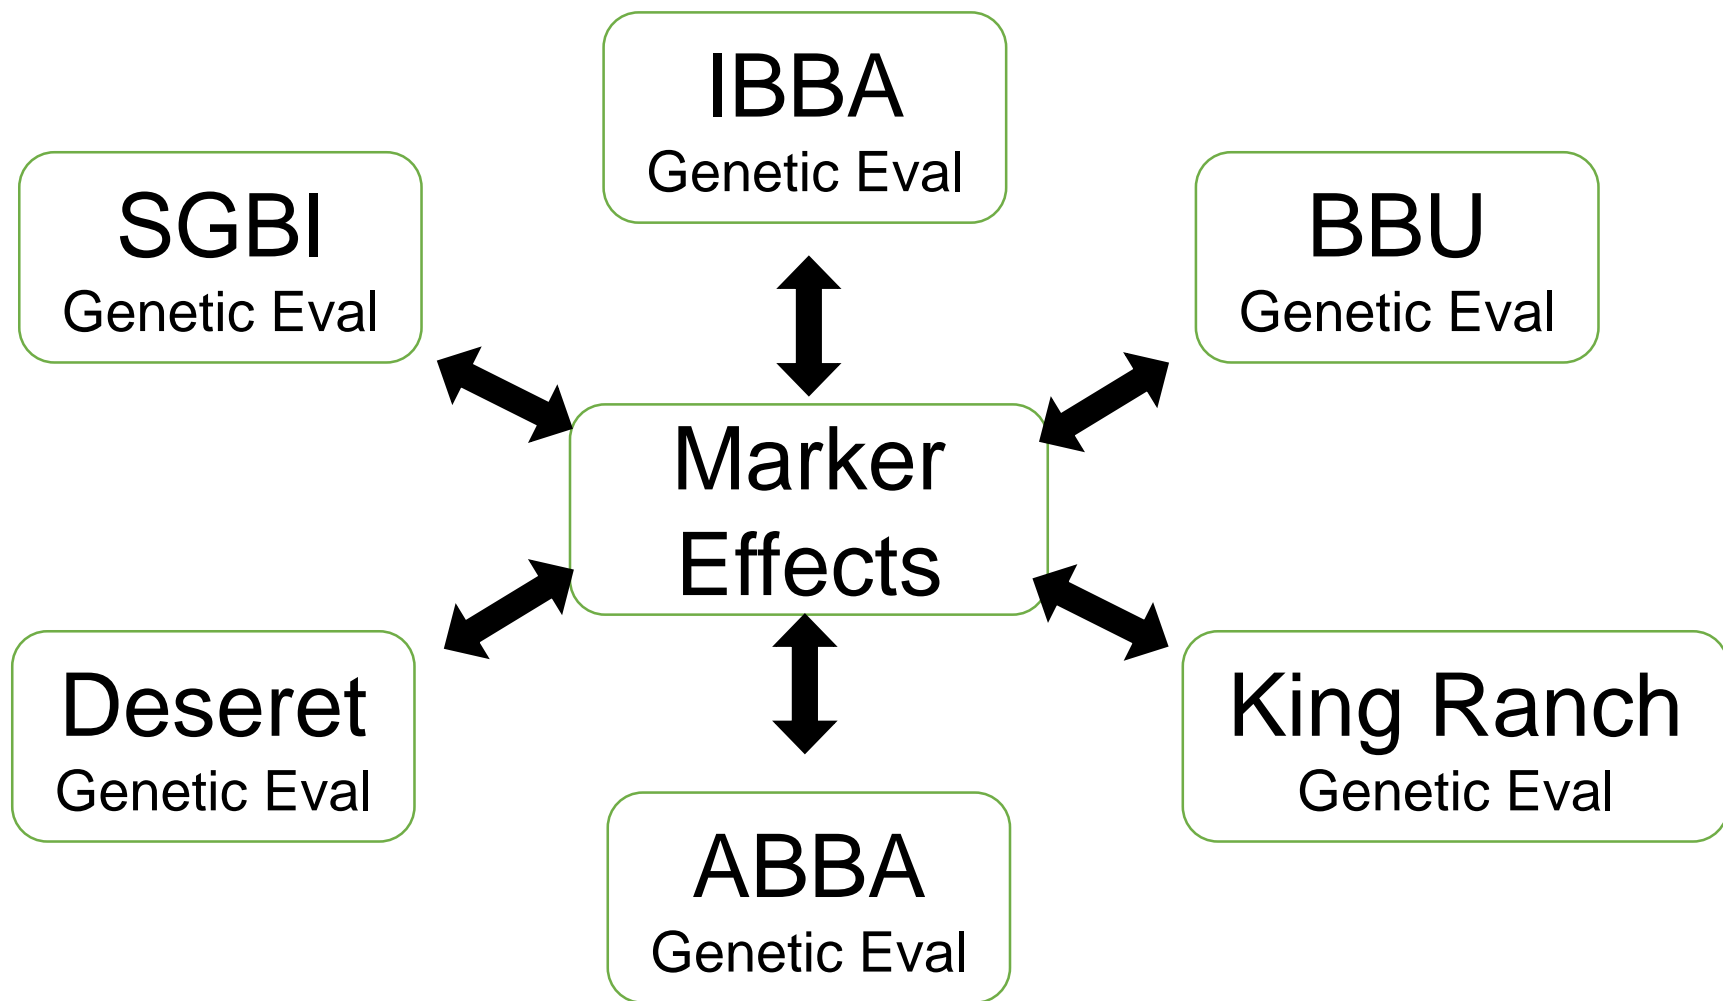 IBBA
Genetic Eval
SGBI
Genetic Eval
BBU
Genetic Eval
Marker
Effects
Deseret
Genetic Eval
King Ranch
Genetic Eval
ABBA
Genetic Eval